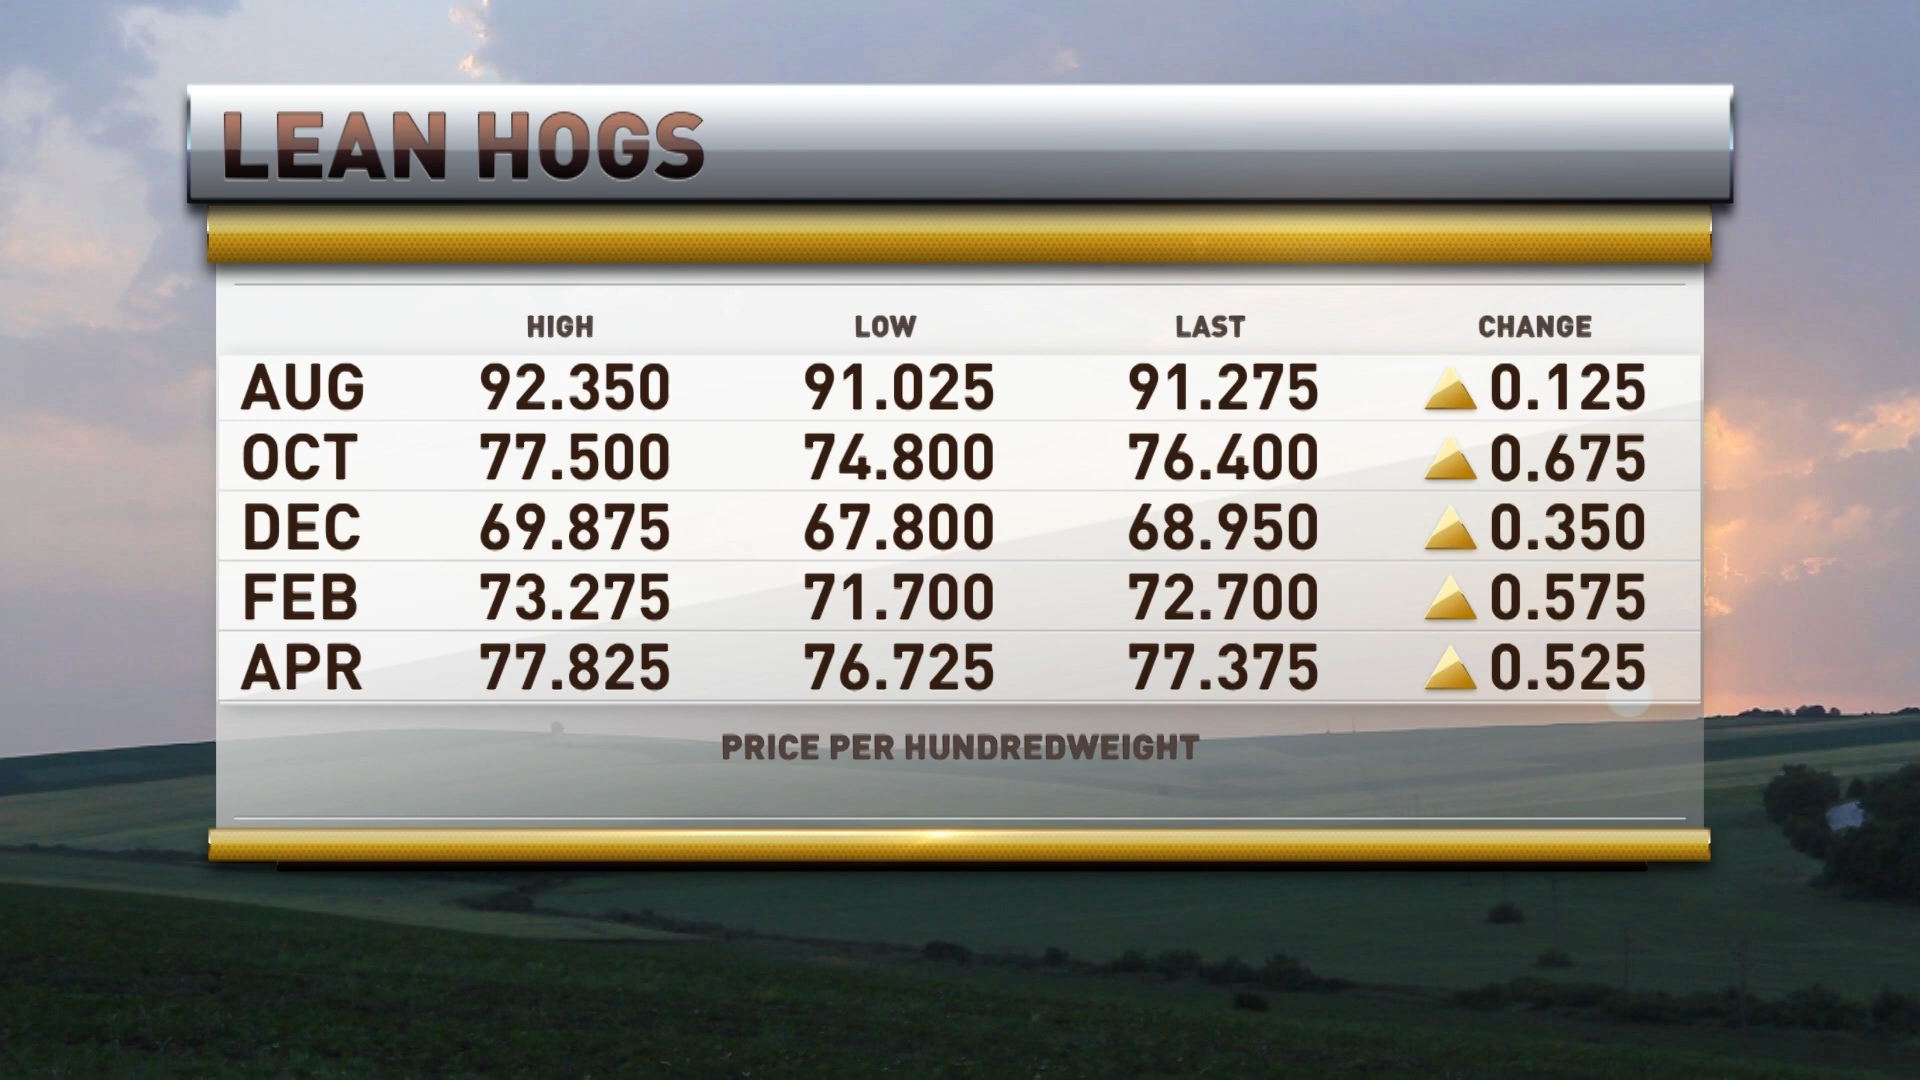 LEAN HOGS
HIGH LOW LAST CHANGE
AUG 92.350 91.025 91.275 0.125
OCT 77.500 74.800 76.400 0.675
DEC 69.875 67.800 68.950 0.350
FEB 73.275 71.700 72.700 0.575
APR 77.825 76.725 77.375 0.525
PRICE PER HUNDREDWEIGHT